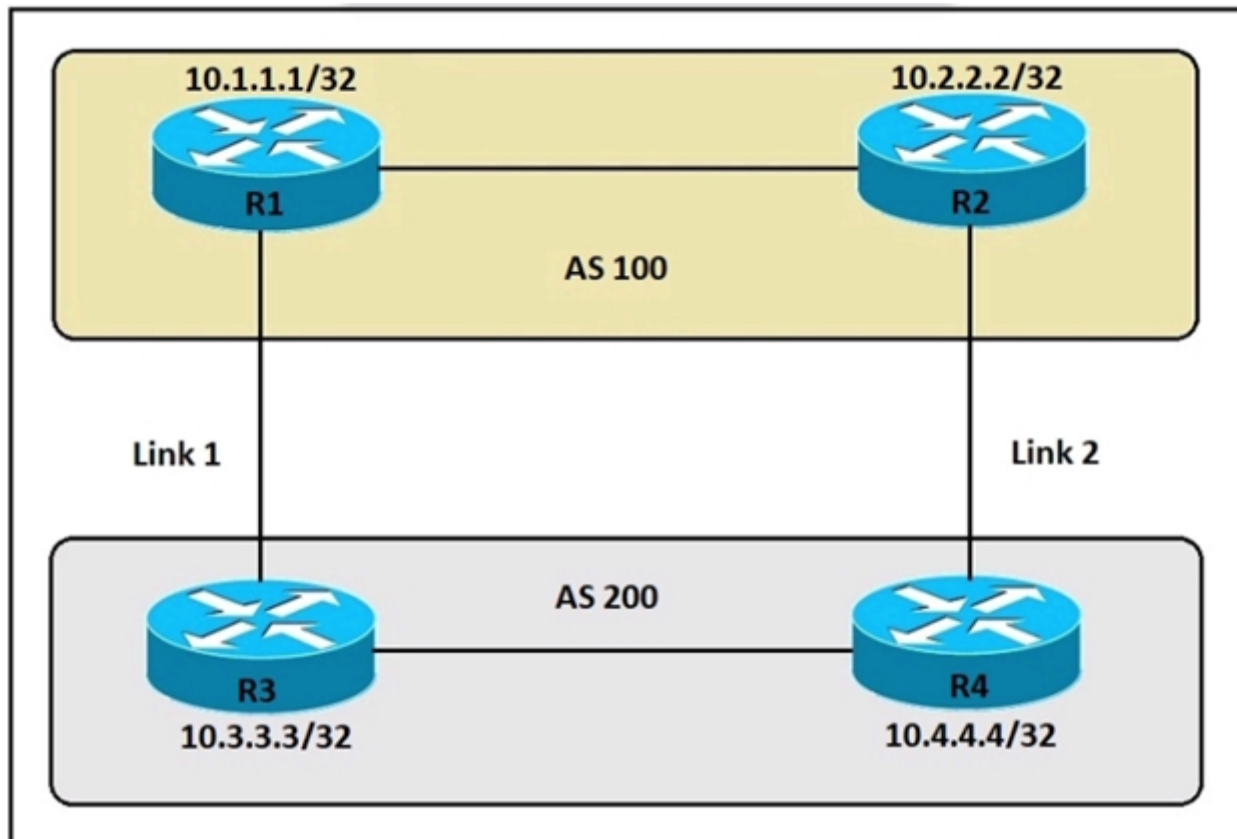 10.1.1.1/32
10.2.2.2/32
R1
R2
AS 100
Link 1
Link 2
AS 200
R3
R4
10.3.3.3/32
10.4.4.4/32